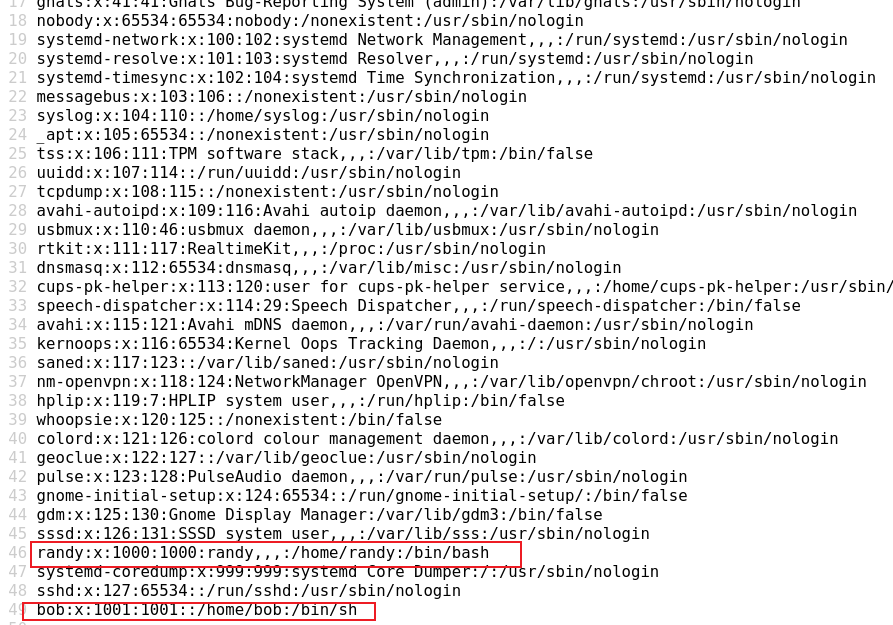 17 gnats:x:41:41:Gnats Bug-Reporting System (admin):/var/lib/gnats:/usr/sbin/nologin
18 nobody:x:65534:65534:nobody:/nonexistent:/usr/sbin/nologin
19 systemd-network:x:100:102:systemd Network Management,,,:/run/systemd:/usr/sbin/nologin
20 systemd-resolve:x:101:103:systemd Resolver,,,:/run/systemd:/usr/sbin/nologin
21 systemd-timesync:x:102:104:systemd Time Synchronization,,,:/run/systemd:/usr/sbin/nologin
22 messagebus:x:103:106::/nonexistent:/usr/sbin/nologin
23 syslog:x:104:110::/home/syslog:/usr/sbin/nologin
24 _apt:x:105:65534::/nonexistent:/usr/sbin/nologin
25 tss:x:106:111:TPM software stack,,,:/var/lib/tpm:/bin/false
26 uuidd:x:107:114::/run/uuidd:/usr/sbin/nologin
27 tcpdump:x:108:115::/nonexistent:/usr/sbin/nologin
28 avahi-autoipd:x:109:116:Avahi autoip daemon,,,:/var/lib/avahi-autoipd:/usr/sbin/nologin
29 usbmux:x:110:46:usbmux daemon,,,:/var/lib/usbmux:/usr/sbin/nologin
30 rtkit:x:111:117:RealtimeKit,,,:/proc:/usr/sbin/nologin
31 dnsmasq:x:112:65534:dnsmasq,,,:/var/lib/misc:/usr/sbin/nologin
32 cups-pk-helper:x:113:120:user for cups-pk-helper service,,,:/home/cups-pk-helper:/usr/sbin/
33 speech-dispatcher:x:114:29:Speech Dispatcher,,,:/run/speech-dispatcher:/bin/false
34 avahi:x:115:121:Avahi mDNS daemon,,,:/var/run/avahi-daemon:/usr/sbin/nologin
35 kernoops:x:116:65534:Kernel Oops Tracking Daemon,,,:/:/usr/sbin/nologin
36 saned:x:117:123::/var/lib/saned:/usr/sbin/nologin
37 nm-openvpn:x:118:124:NetworkManager OpenVPN,,,:/var/lib/openvpn/chroot:/usr/sbin/nologin
38 hplip:x:119:7:HPLIP system user,,,:/run/hplip:/bin/false
39 whoopsie:x:120:125::/nonexistent:/bin/false
40 colord:x:121:126:colord colour management daemon,,,:/var/lib/colord:/usr/sbin/nologin
41 geoclue:x:122:127::/var/lib/geoclue:/usr/sbin/nologin
42 pulse:x:123:128:PulseAudio daemon,,,:/var/run/pulse:/usr/sbin/nologin
43 gnome-initial-setup:x:124:65534::/run/gnome-initial-setup/:/bin/false
44 gdm:x:125:130:Gnome Display Manager:/var/lib/gdm3:/bin/false
45 sssd:x:126:131:SSSD system user,,,:/var/lib/sss:/usr/sbin/nologin
46 randy:x:1000:1000:randy,,,:/home/randy:/bin/bash
47 systemd-coredump:x:999:999:systemd Core Dumper:/:/usr/sbin/nologin
48 sshd:x:127:65534::/run/sshd:/usr/sbin/nologin
49 bob:x:1001:1001::/home/bob:/bin/sh